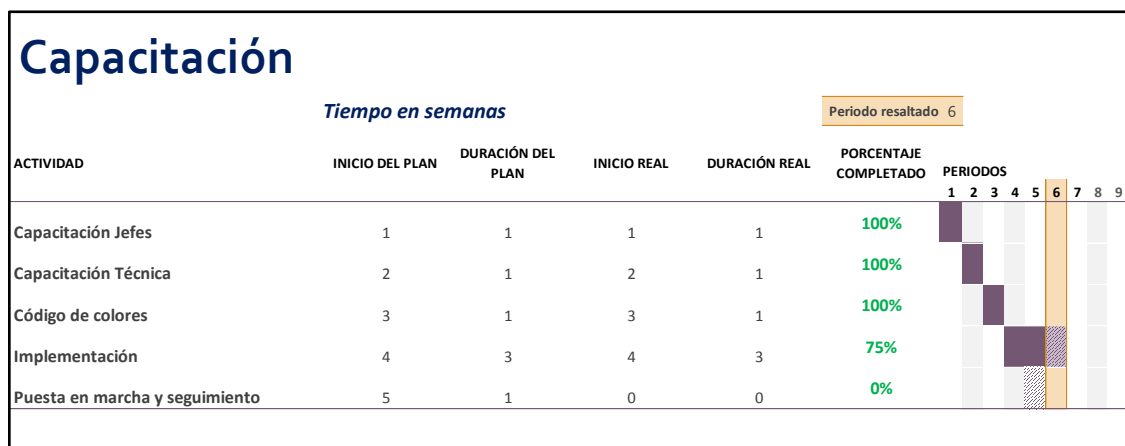 Capacitación
Tiempo en semanas
Periodo resaltado 6
ACTIVIDAD INICIO DEL PLAN DURACIÓN DEL PLAN INICIO REAL DURACIÓN REAL PORCENTAJE COMPLETADO PERIODOS
1 2 3 4 5 6 7 8 9
Capacitación Jefes 1 1 1 1 100%
Capacitación Técnica 2 1 2 1 100%
Código de colores 3 1 3 1 100%
Implementación 4 3 4 3 75%
Puesta en marcha y seguimiento 5 1 0 0 0%